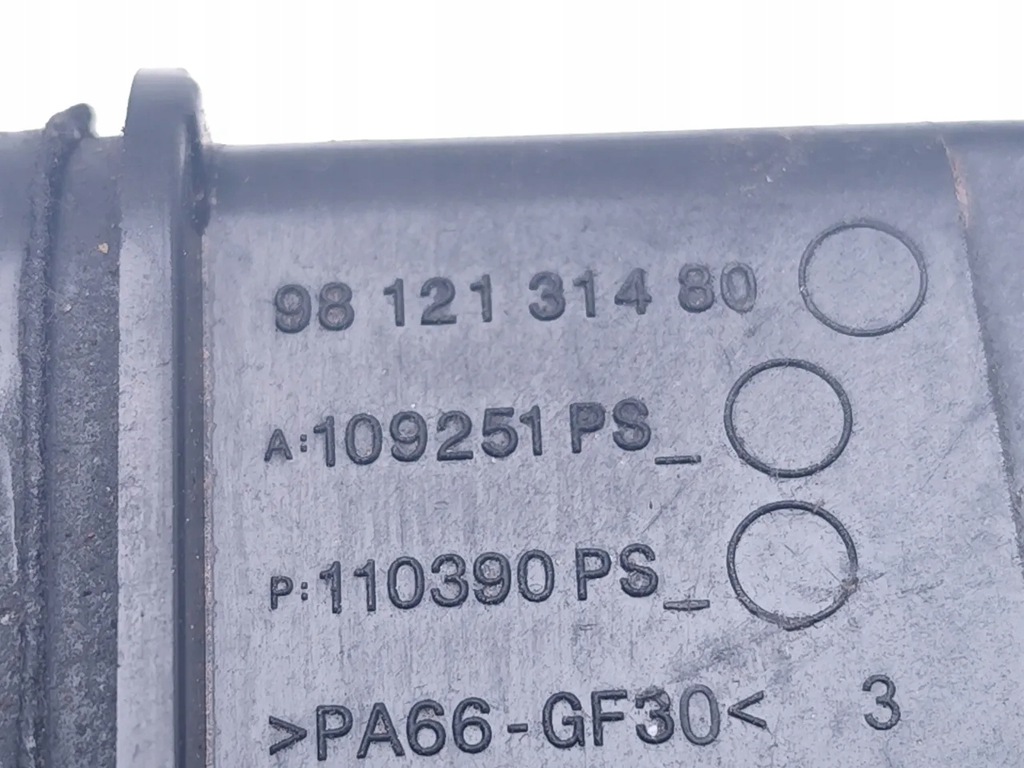 98 121 314 80
A:109251 PS_
P:110390 PS_
>PA66-GF30< 3